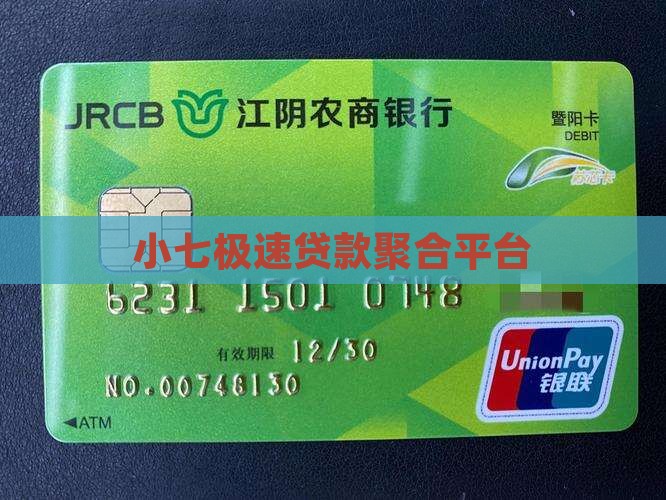 JRCB 江阴农商银行
暨阳卡
DEBIT
小七极速贷款聚合平台
6231 1501 0748
有效期限 12/30
NO.00748130
UnionPay
银联
◄ATM